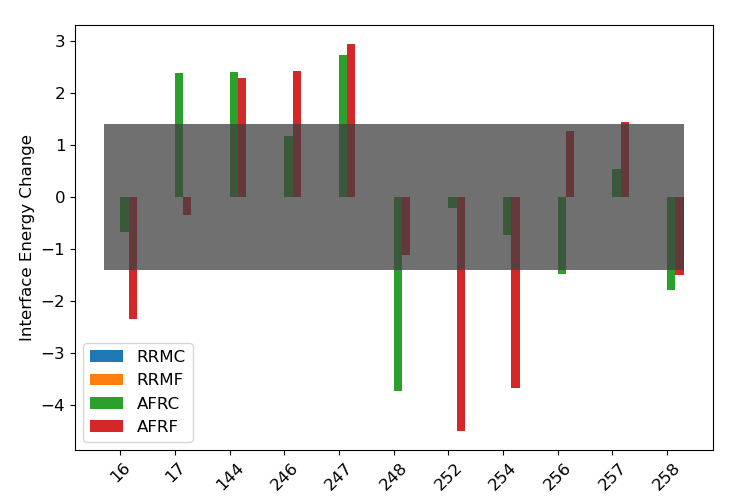 Interface Energy Change
3
2
1
0
−1
−2
−3
−4
RRMC
RRMF
AFRC
AFRF
16 17 144 246 247 248 252 254 256 257 258